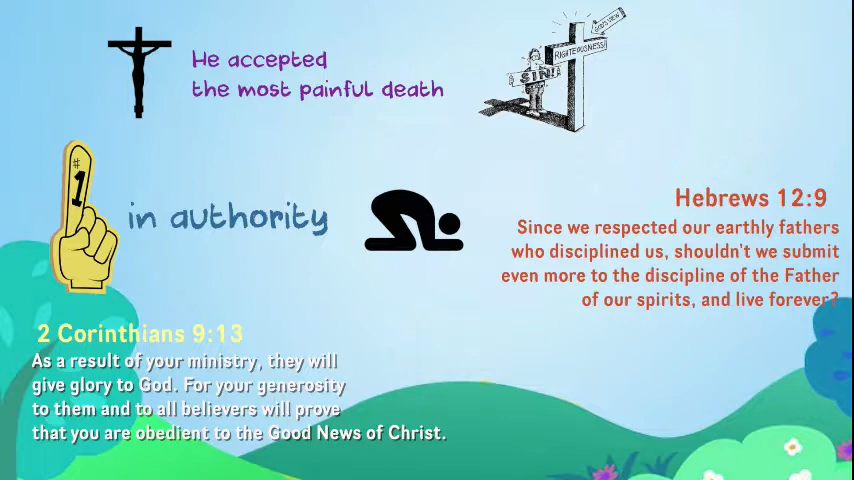 He accepted
the most painful death
GOD'S VIEW
RIGHTEOUSNESS!
SIN!
#1
in authority
Hebrews 12:9
Since we respected our earthly fathers
who disciplined us, shouldn't we submit
even more to the discipline of the Father
of our spirits, and live forever?
2 Corinthians 9:13
As a result of your ministry, they will
give glory to God. For your generosity
to them and to all believers will prove
that you are obedient to the Good News of Christ.